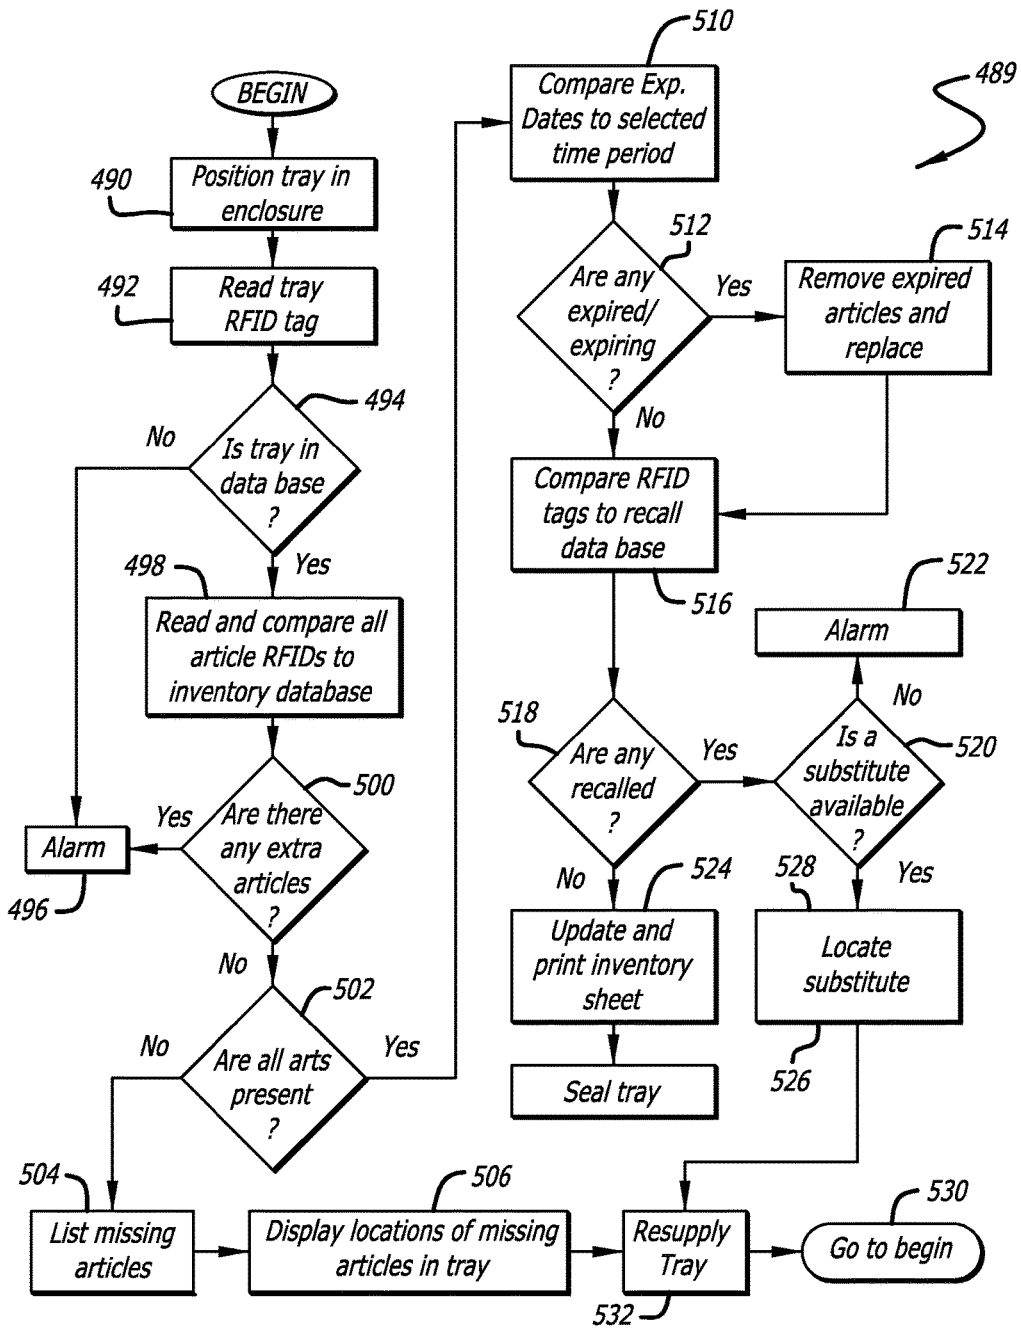 BEGIN
490
Position tray in
enclosure
492
Read tray
RFID tag
494
Is tray in
data base
?
No
Yes
498
Read and compare all
article RFIDs to
inventory database
500
Are there
any extra
articles
?
Yes
No
Alarm
496
502
Are all arts
present
?
No
Yes
504
List missing
articles
506
Display locations of missing
articles in tray
510
Compare Exp.
Dates to selected
time period
489
512
Are any
expired/
expiring
?
Yes
No
514
Remove expired
articles and
replace
Compare RFID
tags to recall
data base
516
518
Are any
recalled
?
Yes
No
522
Alarm
No
520
Is a
substitute
available
?
Yes
524
Update and
print inventory
sheet
Seal tray
528
Locate
substitute
526
Resupply
Tray
532
530
Go to begin